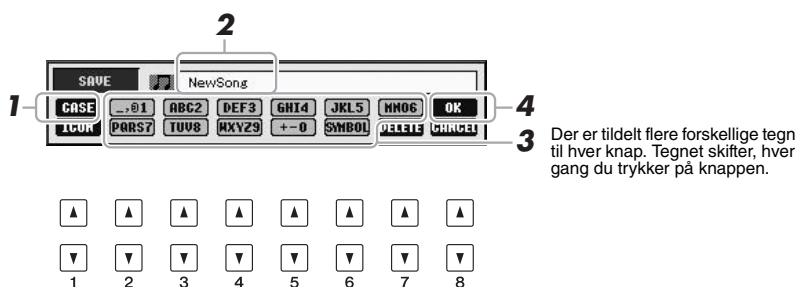 2
SAVE NewSong
1 CASE _,@1 ABC2 DEF3 GHI4 JKL5 MNO6 OK 4
ICON PQRS7 TUV8 WXYZ9 +-0 SYMBOL DELETE CANCEL 3
Der er tildelt flere forskellige tegn
til hver knap. Tegnet skifter, hver
gang du trykker på knappen.
1 2 3 4 5 6 7 8